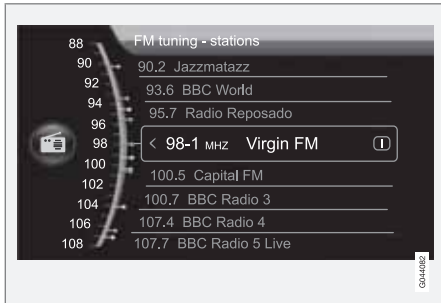 FM tuning - stations
88
90
92
94
96
98
100
102
104
106
108
90.2 Jazzmatazz
93.6 BBC World
95.7 Radio Reposado
< 98-1 MHZ Virgin FM I
100.5 Capital FM
100.7 BBC Radio 3
107.4 BBC Radio 4
107.7 BBC Radio 5 Live
G044082